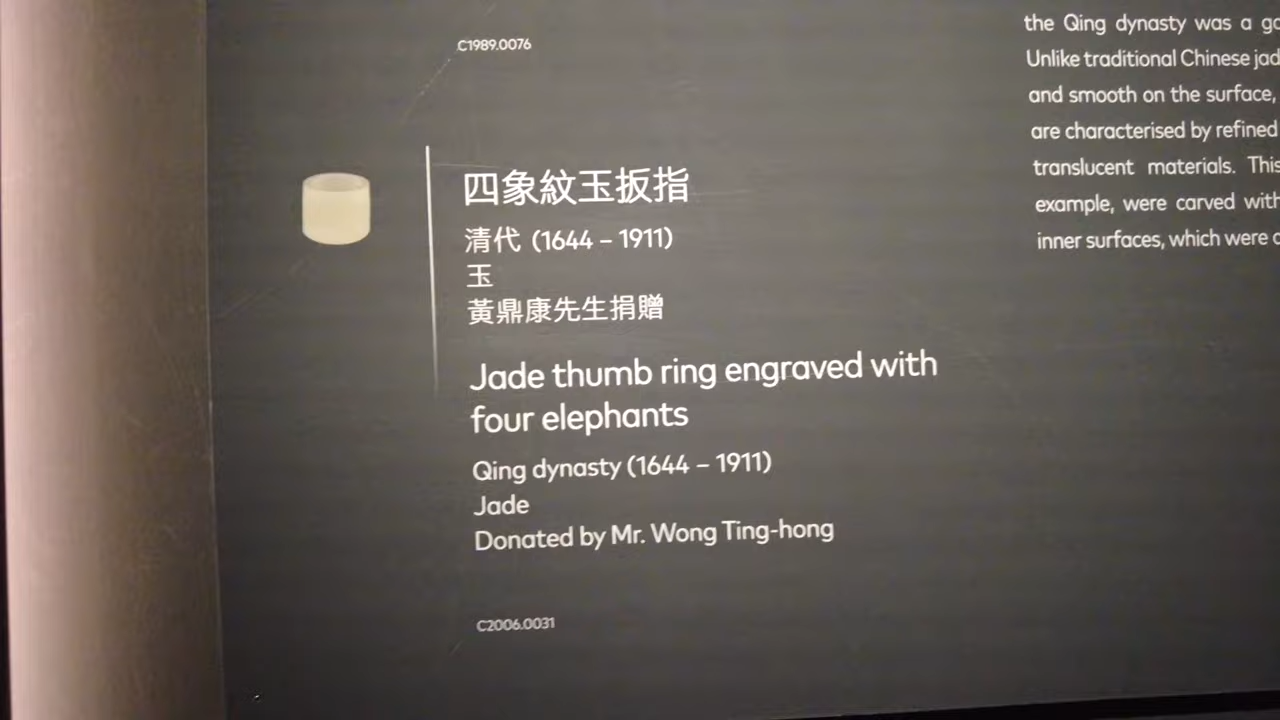 C1989.0076
四象紋玉扳指
清代 (1644 – 1911)
玉
黃鼎康先生捐贈
Jade thumb ring engraved with
four elephants
Qing dynasty (1644 – 1911)
Jade
Donated by Mr. Wong Ting-hong
C2006.0031
the Qing dynasty was a
Unlike traditional Chinese
and smooth on the surface,
are characterised by refined
translucent materials. This
example, were carved with
inner surfaces, which were